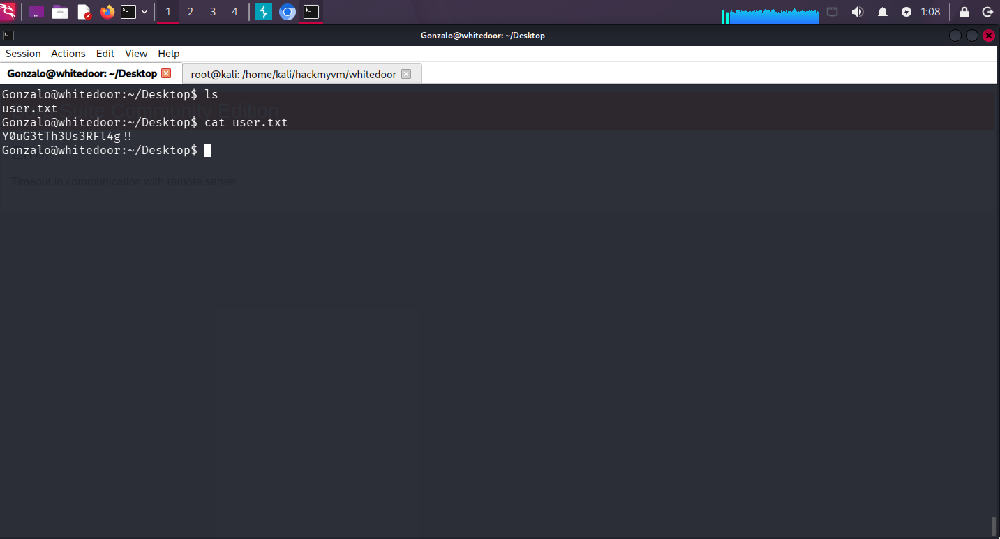 1 2 3 4 1:08
Gonzalo@whitedoor: ~/Desktop
Session Actions Edit View Help
Gonzalo@whitedoor: ~/Desktop root@kali: /home/kali/hackmyvm/whitedoor
Gonzalo@whitedoor:~/Desktop$ ls
user.txt
Suite Community Edition
Gonzalo@whitedoor:~/Desktop$ cat user.txt
Y0uG3tTh3Us3RFl4g!!
Gonzalo@whitedoor:~/Desktop$
Error
Timeout in communication with remote server